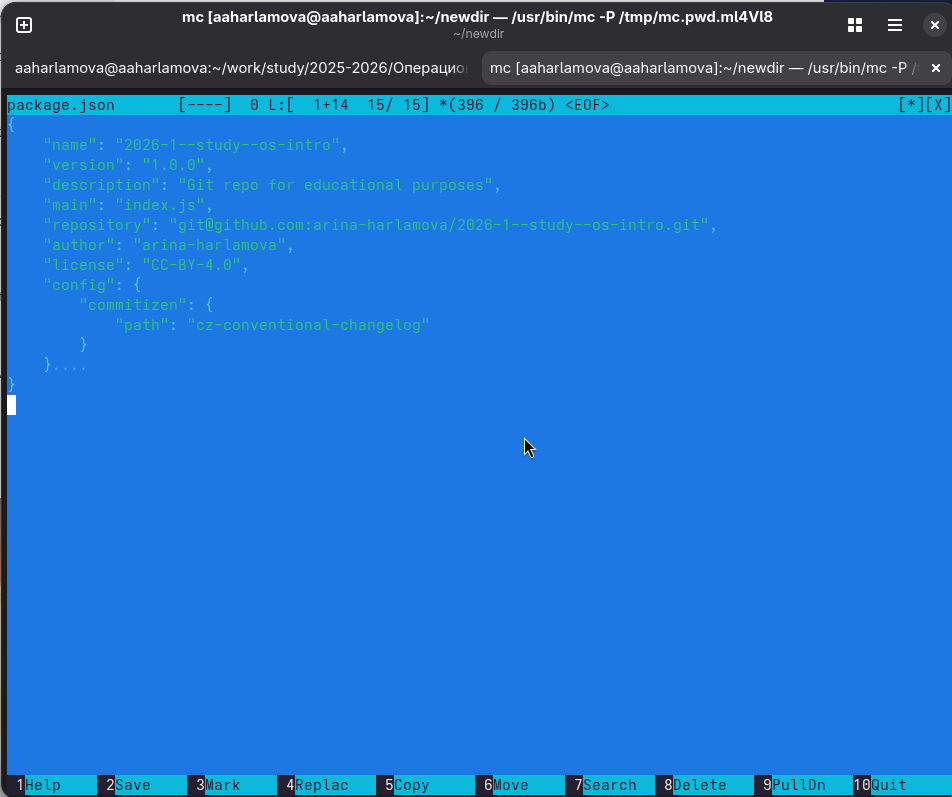 mc [aaharlamova@aaharlamova]:~/newdir — /usr/bin/mc -P /tmp/mc.pwd.ml4Vl8
~/newdir
aaharlamova@aaharlamova:~/work/study/2025-2026/Операцио
mc [aaharlamova@aaharlamova]:~/newdir — /usr/bin/mc -P /
package.json       [----]  0 L:[  1+14  15/ 15] *(396 / 396b) <EOF>                                [*][X]
{
    "name": "2026-1--study--os-intro",
    "version": "1.0.0",
    "description": "Git repo for educational purposes",
    "main": "index.js",
    "repository": "git@github.com:arina-harlamova/2026-1--study--os-intro.git",
    "author": "arina-harlamova",
    "license": "CC-BY-4.0",
    "config": {
        "commitizen": {
            "path": "cz-conventional-changelog"
        }
    }....
}
1Help 2Save 3Mark 4Replac 5Copy 6Move 7Search 8Delete 9PullDn 10Quit